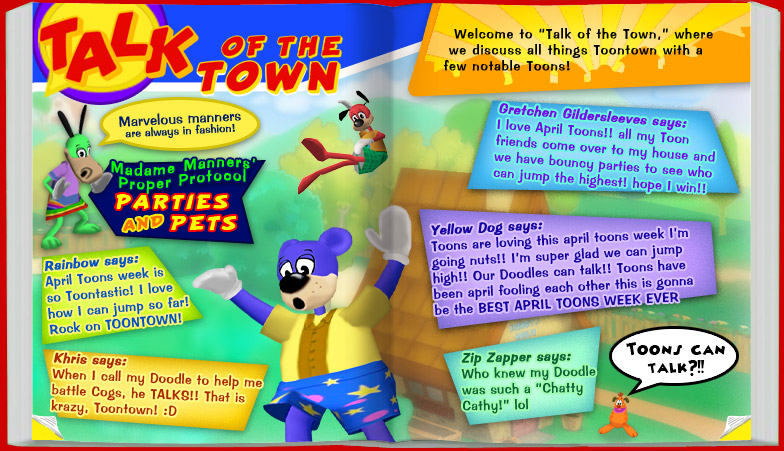 TALK
OF THE
TOWN
Marvelous manners
are always in fashion!
Madame Manners'
Proper Protocol
PARTIES
AND PETS
Rainbow says:
April Toons week is
so Toontastic! I love
how I can jump so far!
Rock on TOONTOWN!
Khris says:
When I call my Doodle to help me
battle Cogs, he TALKS!! That is
krazy, Toontown! :D
Welcome to "Talk of the Town," where
we discuss all things Toontown with a
few notable Toons!
Gretchen Gildersleeves says:
I love April Toons!! all my Toon
friends come over to my house and
we have bouncy parties to see who
can jump the highest! hope I win!!
Yellow Dog says:
Toons are loving this april toons week I'm
going nuts!! I'm super glad we can jump
high!! Our Doodles can talk!! Toons have
been april fooling each other this is gonna
be the BEST APRIL TOONS WEEK EVER
Zip Zapper says:
Who knew my Doodle
was such a "Chatty
Cathy!" lol
TOONS CAN
TALK?!!